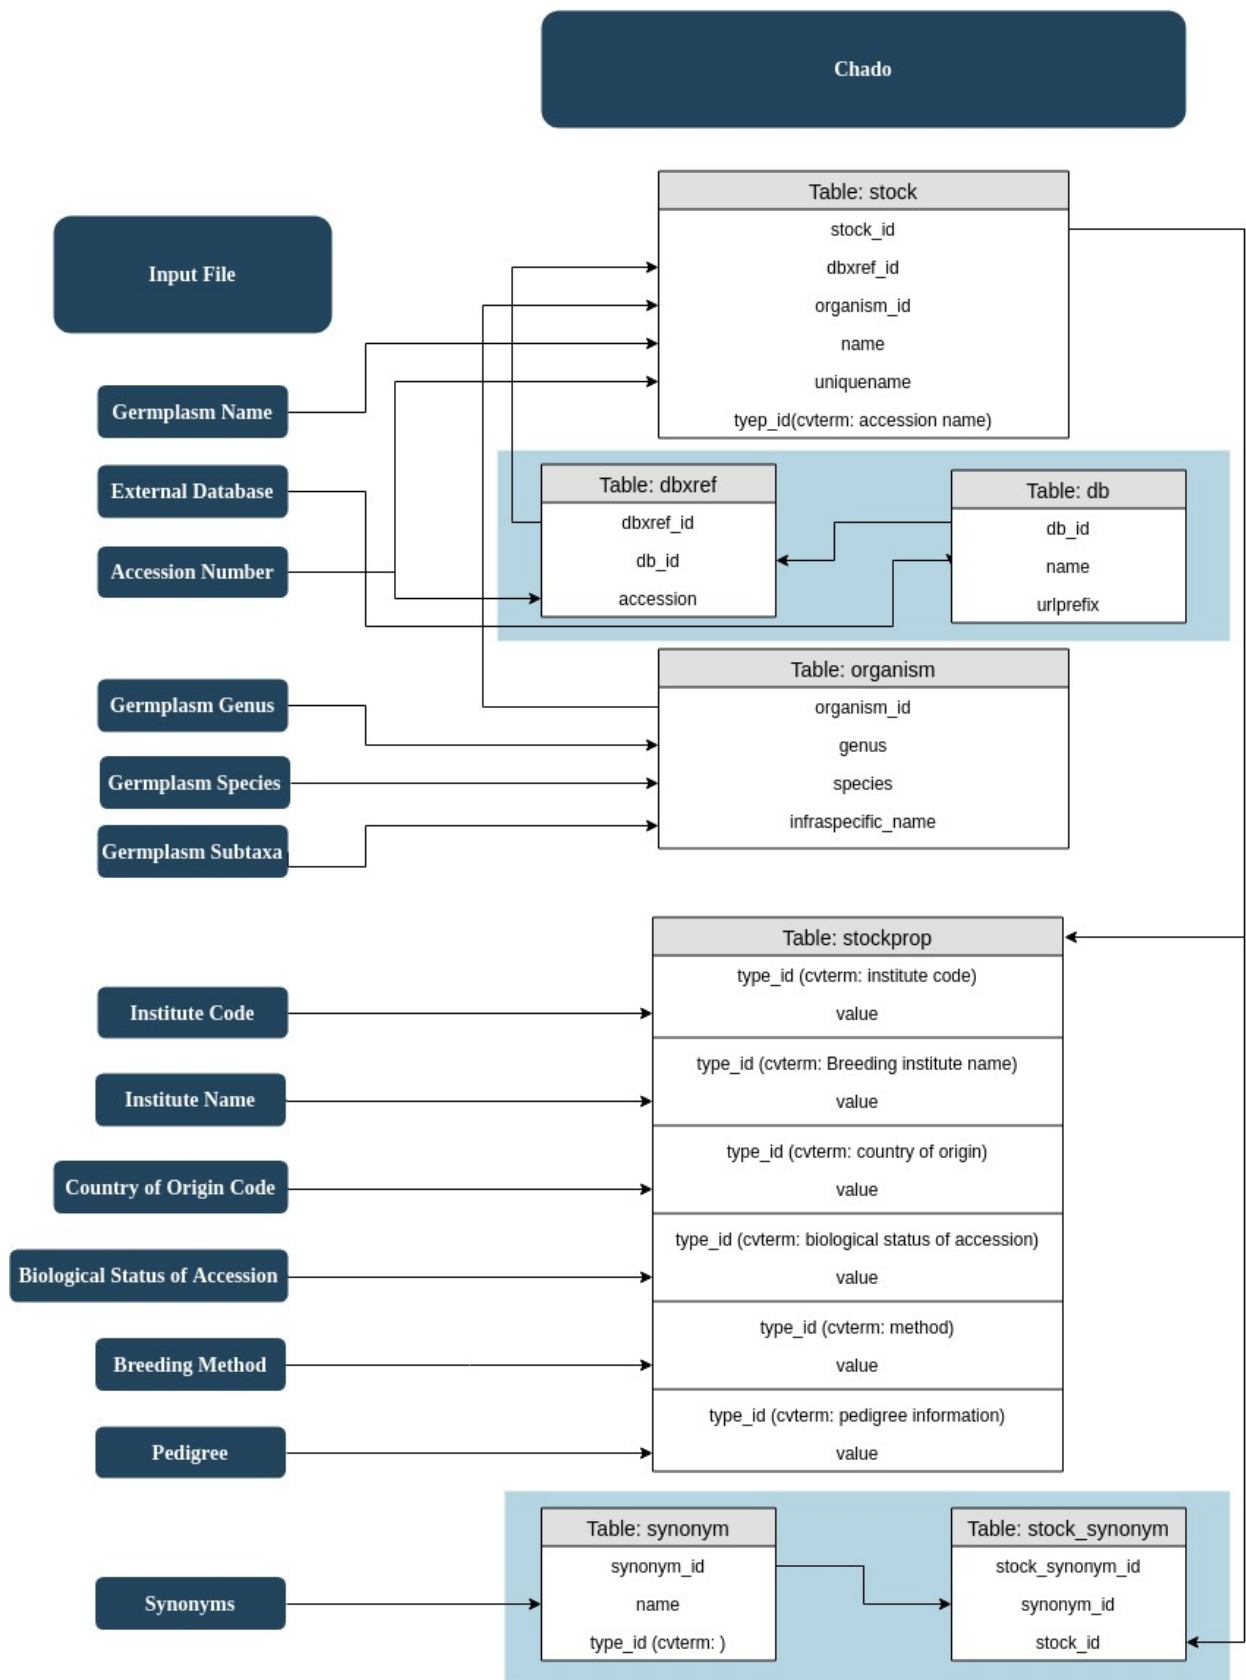 Chado
Input File
Germplasm Name
External Database
Accession Number
Germplasm Genus
Germplasm Species
Germplasm Subtaxa
Institute Code
Institute Name
Country of Origin Code
Biological Status of Accession
Breeding Method
Pedigree
Synonyms
Table: stock
stock_id
dbxref_id
organism_id
name
uniquename
tyep_id(cvterm: accession name)
Table: dbxref
dbxref_id
db_id
accession
Table: db
db_id
name
urlprefix
Table: organism
organism_id
genus
species
infraspecific_name
Table: stockprop
type_id (cvterm: institute code)
value
type_id (cvterm: Breeding institute name)
value
type_id (cvterm: country of origin)
value
type_id (cvterm: biological status of accession)
value
type_id (cvterm: method)
value
type_id (cvterm: pedigree information)
value
Table: synonym
synonym_id
name
type_id (cvterm: )
Table: stock_synonym
stock_synonym_id
synonym_id
stock_id